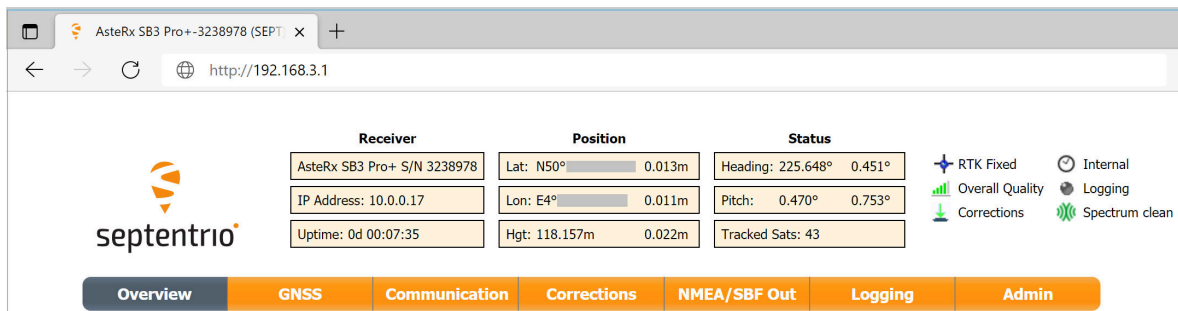 AsteRx SB3 Pro+-3238978 (SEPT
http://192.168.3.1
Receiver
Position
Status
AsteRx SB3 Pro+ S/N 3238978
Lat: N50° 0.013m
Heading: 225.648° 0.451°
RTK Fixed
Internal
IP Address: 10.0.0.17
Lon: E4° 0.011m
Pitch: 0.470° 0.753°
Overall Quality
Logging
Uptime: 0d 00:07:35
Hgt: 118.157m 0.022m
Tracked Sats: 43
Corrections
Spectrum clean
septentrio
Overview
GNSS
Communication
Corrections
NMEA/SBF Out
Logging
Admin